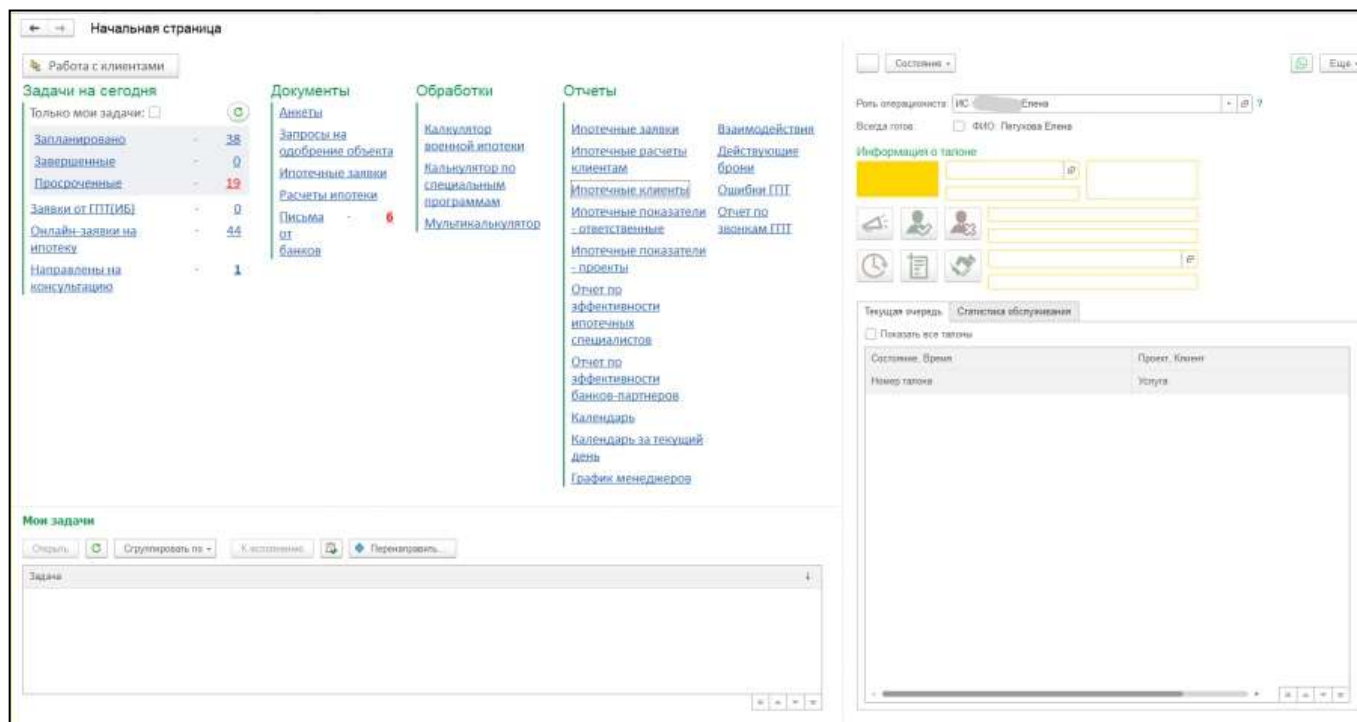 Начальная страница
Работа с клиентами
Задачи на сегодня
Только мои задачи:
Запланировано - 38
Завершенные - 0
Просроченные - 19
Заявки от ГПТ(ИБ) - 0
Онлайн-заявки на - 44
ипотеку
Направлены на - 1
консультацию
Документы
Анкеты
Запросы на
одобрение объекта
Ипотечные заявки
Расчеты ипотеки
Письма - 6
от
банков
Обработки
Калькулятор
военной ипотеки
Калькулятор по
специальным
программам
Мультикалькулятор
Отчеты
Ипотечные заявки
Ипотечные расчеты
клиентам
Ипотечные клиенты
Ипотечные показатели
- ответственные
Ипотечные показатели
- проекты
Отчет по
эффективности
ипотечных
специалистов
Отчет по
эффективности
банков-партнеров
Календарь
Календарь за текущий
день
График менеджеров
Взаимодействия
Действующие
брони
Ошибки ГПТ
Отчет по
звонкам ГПТ
Мои задачи
Открыть
Сгруппировать по
К исполнению
Перенаправить...
Задача
Состояние
Еще
Роль операциониста: ИС Елена ?
Всегда готов: ФИО: Петухова Елена
Информация о талоне
Текущая очередь
Статистика обслуживания
Показать все талоны
Состояние, Время
Проект, Клиент
Номер талона
Услуга